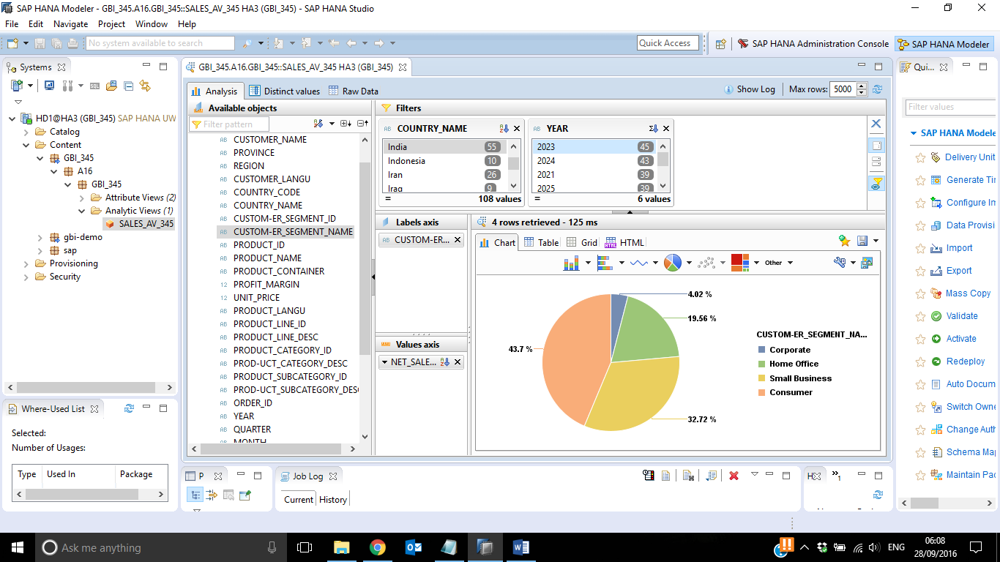 SAP HANA Modeler - GBI_345.A16.GBI_345::SALES_AV_345 HA3 (GBI_345) - SAP HANA Studio
File Edit Navigate Project Window Help
No system available to search
Quick Access
SAP HANA Administration Console
SAP HANA Modeler
Systems
HD1@HA3 (GBI_345) SAP HANA UW
Catalog
Content
GBI_345
A16
GBI_345
Attribute Views (2)
Analytic Views (1)
SALES_AV_345
gbi-demo
sap
Provisioning
Security
Where-Used List
Selected:
Number of Usages:
Type Used In Package
GBI_345.A16.GBI_345::SALES_AV_345 HA3 (GBI_345)
Analysis Distinct values Raw Data
Show Log Max rows: 5000
Available objects
Filter pattern
CUSTOMER_NAME
PROVINCE
REGION
CUSTOMER_LANGU
COUNTRY_CODE
COUNTRY_NAME
CUSTOM-ER_SEGMENT_ID
CUSTOM-ER_SEGMENT_NAME
PRODUCT_ID
PRODUCT_NAME
PRODUCT_CONTAINER
PROFIT_MARGIN
UNIT_PRICE
PRODUCT_LANGU
PRODUCT_LINE_ID
PRODUCT_LINE_DESC
PRODUCT_CATEGORY_ID
PROD-UCT_CATEGORY_DESC
PRODUCT_SUBCATEGORY_ID
PROD-UCT_SUBCATEGORY_DES
ORDER_ID
YEAR
QUARTER
MONTH
Filters
COUNTRY_NAME
India 55
Indonesia 10
Iran 26
Iraq 9
= 108 values
YEAR
2023 45
2024 43
2021 39
2025 39
= 6 values
Labels axis
CUSTOM-ER...
Values axis
NET_SALE...
4 rows retrieved - 125 ms
Chart Table Grid HTML
Other
4.02 %
19.56 %
43.7 %
32.72 %
CUSTOM-ER_SEGMENT_NA...
Corporate
Home Office
Small Business
Consumer
P
Job Log
Current History
H
Qui...
Filter values
SAP HANA Modele
Delivery Unit
Generate Ti
Configure Im
Data Provisi
Import
Export
Mass Copy
Validate
Activate
Redeploy
Auto Docum
Switch Owne
Change Auth
Schema Map
Maintain Pac
Ask me anything
ENG
06:08
28/09/2016